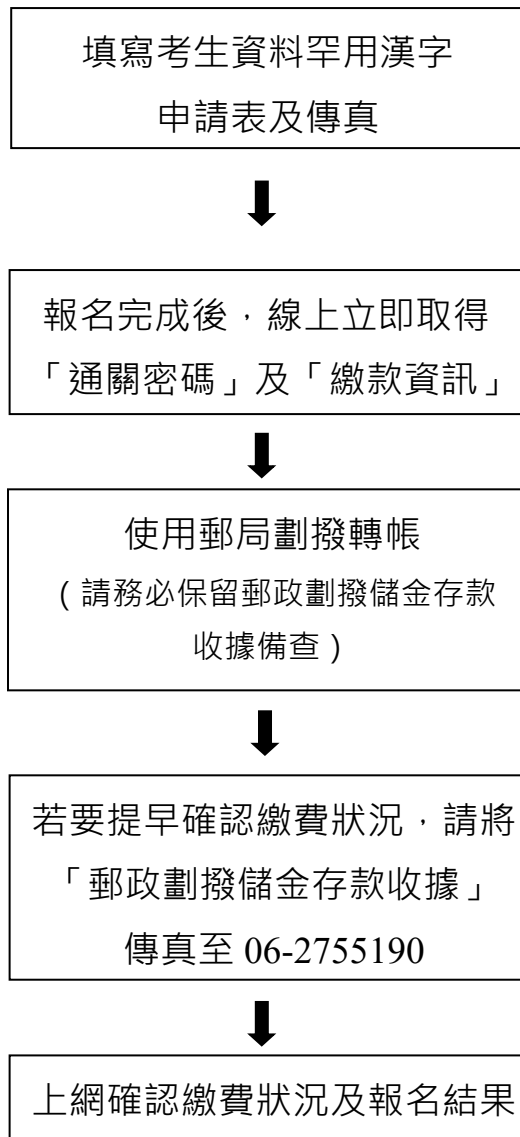 填寫考生資料罕用漢字
申請表及傳真
報名完成後，線上立即取得
「通關密碼」及「繳款資訊」
使用郵局劃撥轉帳
（請務必保留郵政劃撥儲金存款
收據備查）
若要提早確認繳費狀況，請將
「郵政劃撥儲金存款收據」
傳真至 06-2755190
上網確認繳費狀況及報名結果